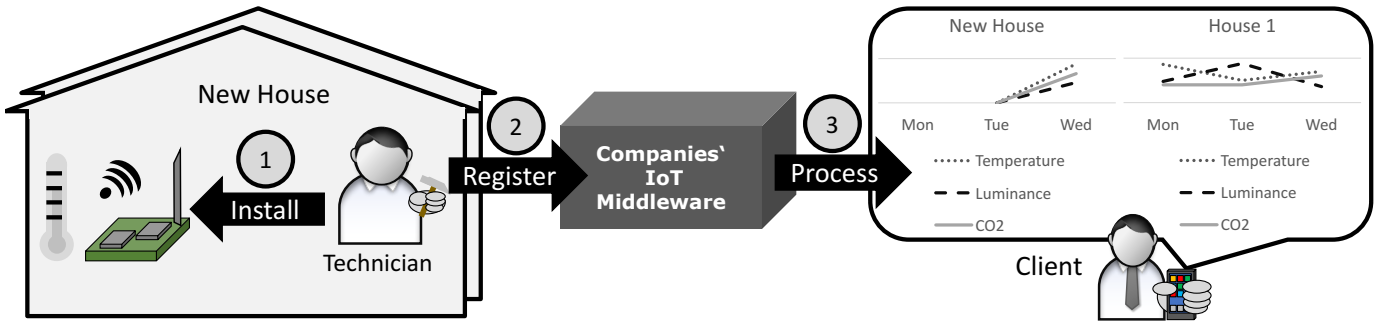 New House
1
Install
Technician
2
Register
Companies‘
IoT
Middleware
3
Process
New House
Mon Tue Wed
Temperature
Luminance
CO2
House 1
Mon Tue Wed
Temperature
Luminance
CO2
Client